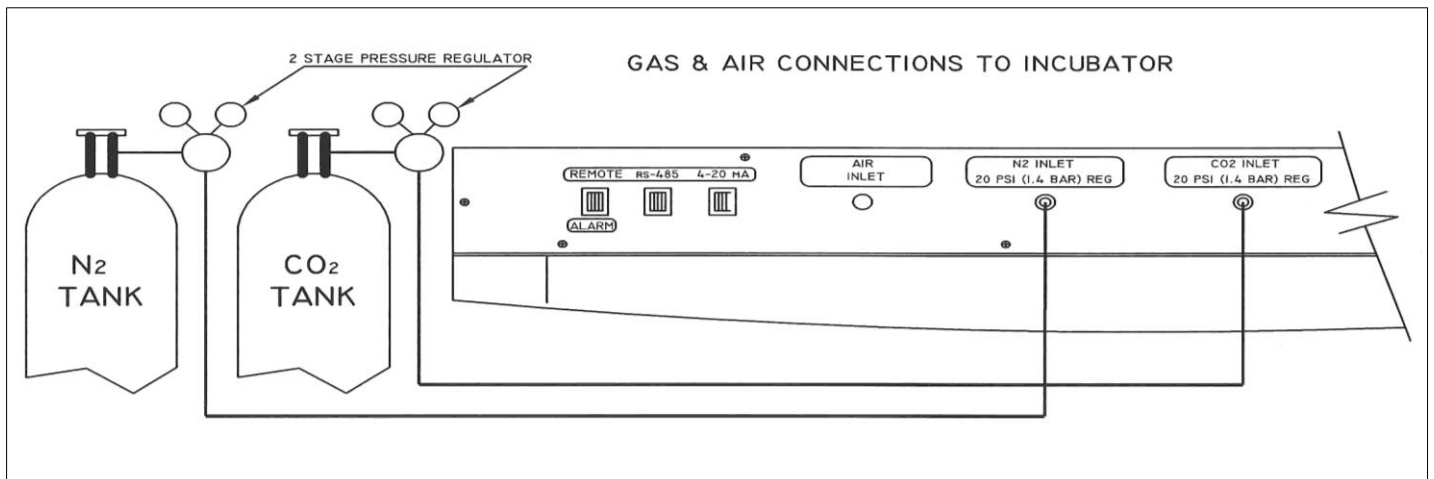 2 STAGE PRESSURE REGULATOR
GAS & AIR CONNECTIONS TO INCUBATOR
REMOTE RS-485 4-20 MA
ALARM
AIR
INLET
N2 INLET
20 PSI (1.4 BAR) REG
CO2 INLET
20 PSI (1.4 BAR) REG
N2
TANK
CO2
TANK